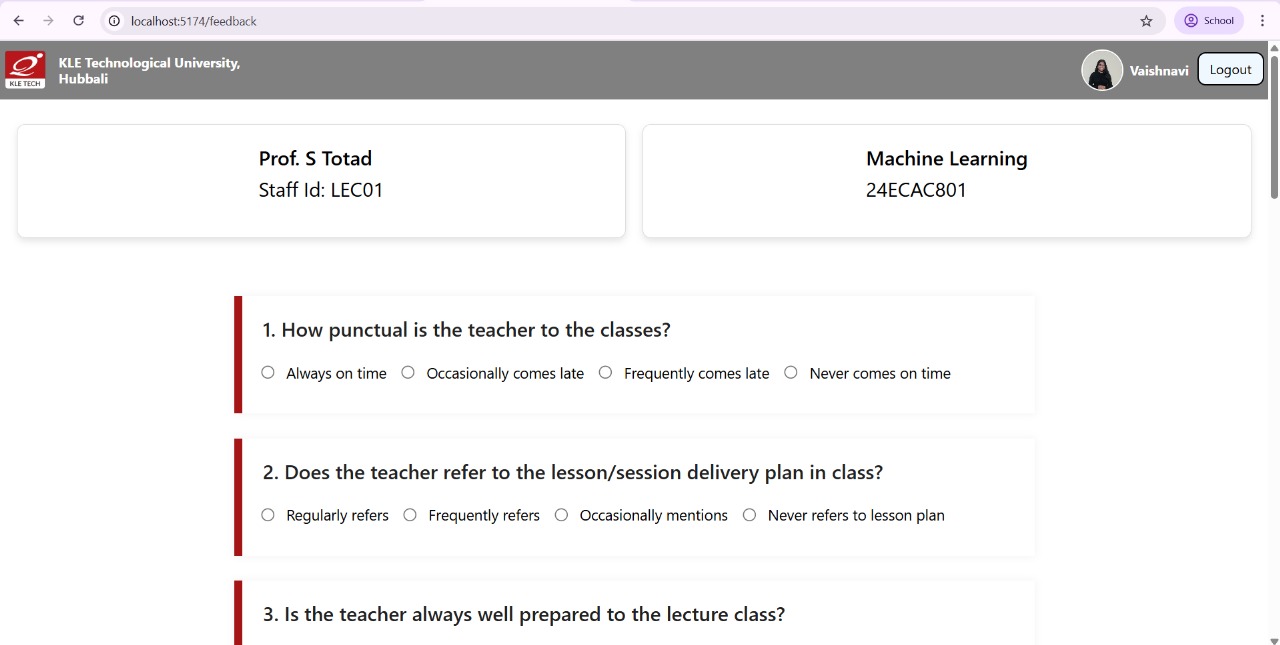 localhost:5174/feedback
School
KLE TECH
KLE Technological University,
Hubbali
Vaishnavi
Logout
Prof. S Totad
Staff Id: LEC01
Machine Learning
24ECAC801
1. How punctual is the teacher to the classes?
Always on time Occasionally comes late Frequently comes late Never comes on time
2. Does the teacher refer to the lesson/session delivery plan in class?
Regularly refers Frequently refers Occasionally mentions Never refers to lesson plan
3. Is the teacher always well prepared to the lecture class?